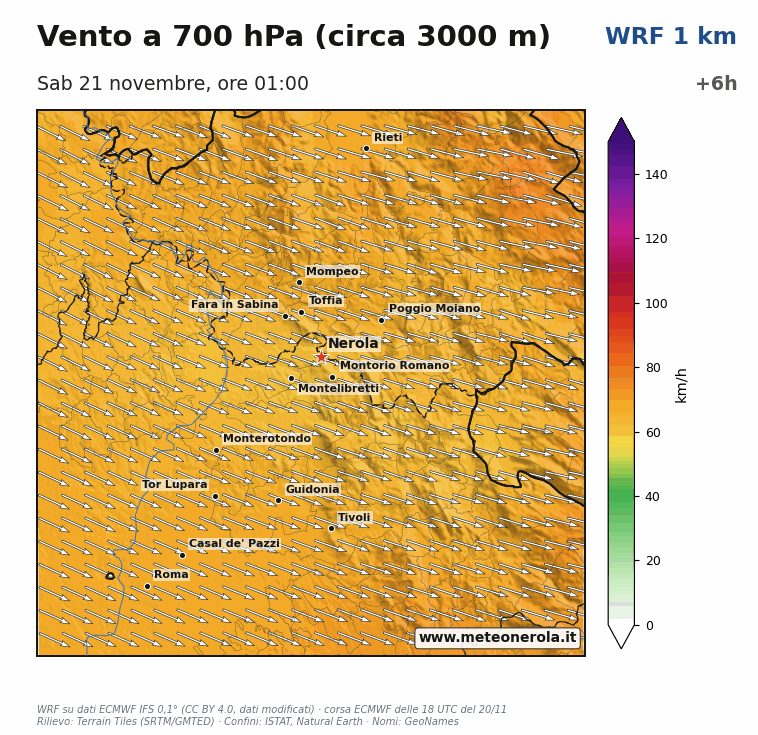 Vento a 700 hPa (circa 3000 m)
WRF 1 km
Sab 21 novembre, ore 01:00
+6h
Rieti
Mompeo
Fara in Sabina
Toffia
Poggio Moiano
Nerola
Montorio Romano
Montelibretti
Monterotondo
Tor Lupara
Guidonia
Tivoli
Casal de' Pazzi
Roma
www.meteonerola.it
140
120
100
80
60
40
20
0
km/h
WRF su dati ECMWF IFS 0,1° (CC BY 4.0, dati modificati) · corsa ECMWF delle 18 UTC del 20/11
Rilievo: Terrain Tiles (SRTM/GMTED) · Confini: ISTAT, Natural Earth · Nomi: GeoNames